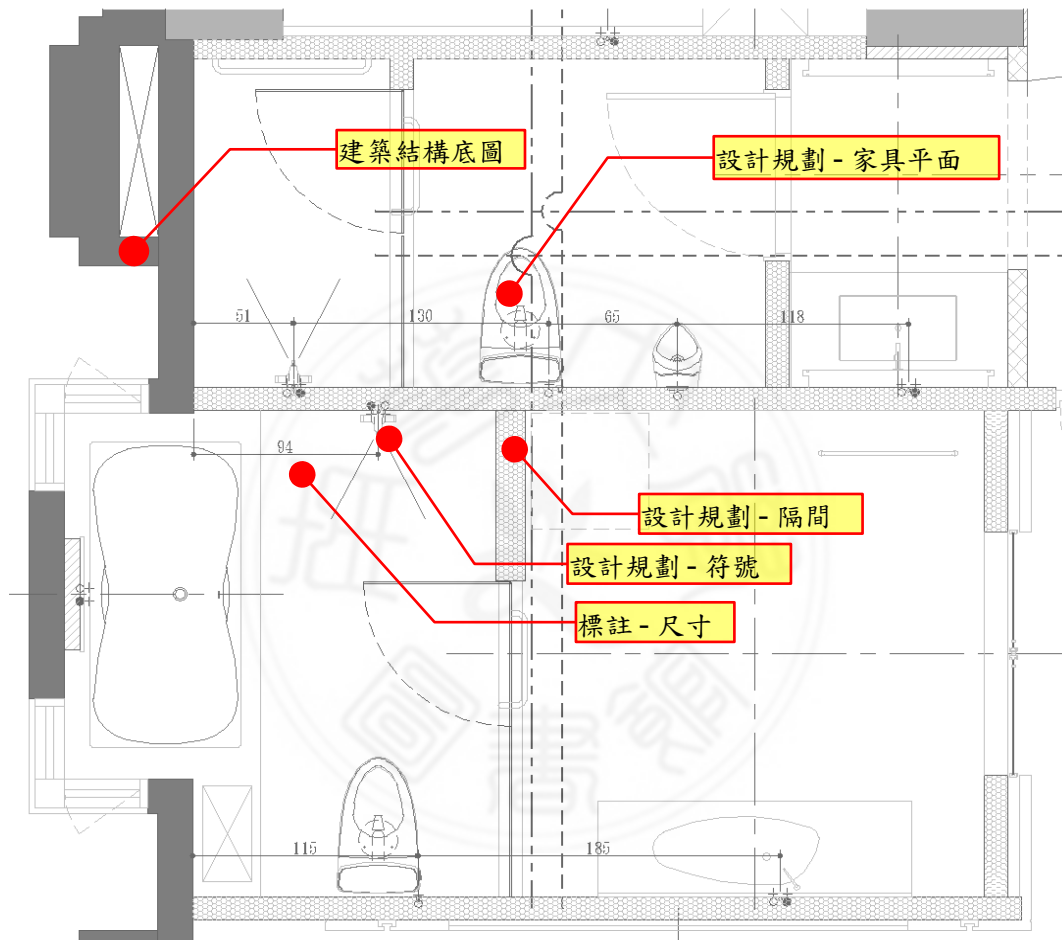 建築結構底圖
設計規劃 - 家具平面
51
130
65
118
94
設計規劃 - 隔間
設計規劃 - 符號
標註 - 尺寸
115
185